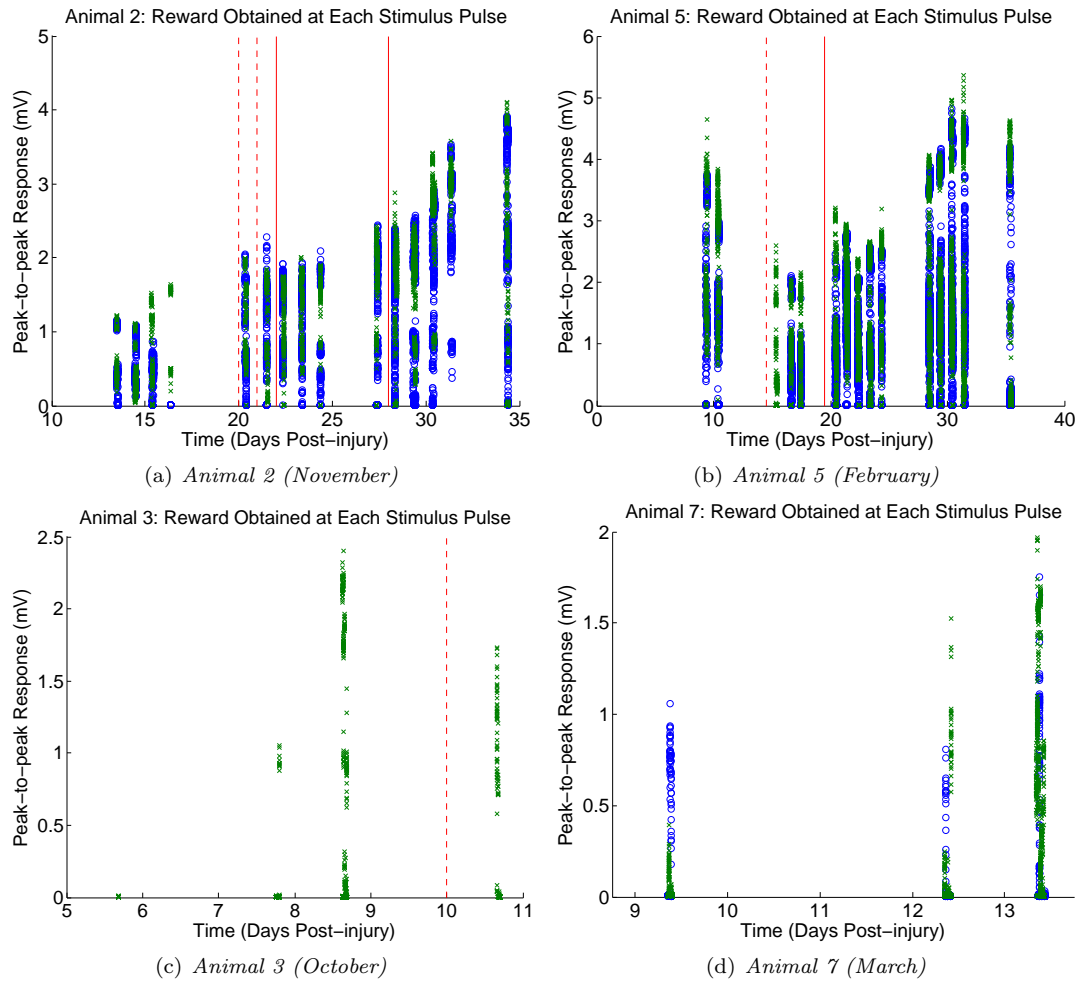 Animal 2: Reward Obtained at Each Stimulus Pulse
Peak−to−peak Response (mV)
5
4
3
2
1
0
10 15 20 25 30 35
Time (Days Post−injury)
(a) Animal 2 (November)
Animal 5: Reward Obtained at Each Stimulus Pulse
Peak−to−peak Response (mV)
6
5
4
3
2
1
0
0 10 20 30 40
Time (Days Post−injury)
(b) Animal 5 (February)
Animal 3: Reward Obtained at Each Stimulus Pulse
Peak−to−peak Response (mV)
2.5
2
1.5
1
0.5
0
5 6 7 8 9 10 11
Time (Days Post−injury)
(c) Animal 3 (October)
Animal 7: Reward Obtained at Each Stimulus Pulse
Peak−to−peak Response (mV)
2
1.5
1
0.5
0
9 10 11 12 13
Time (Days Post−injury)
(d) Animal 7 (March)